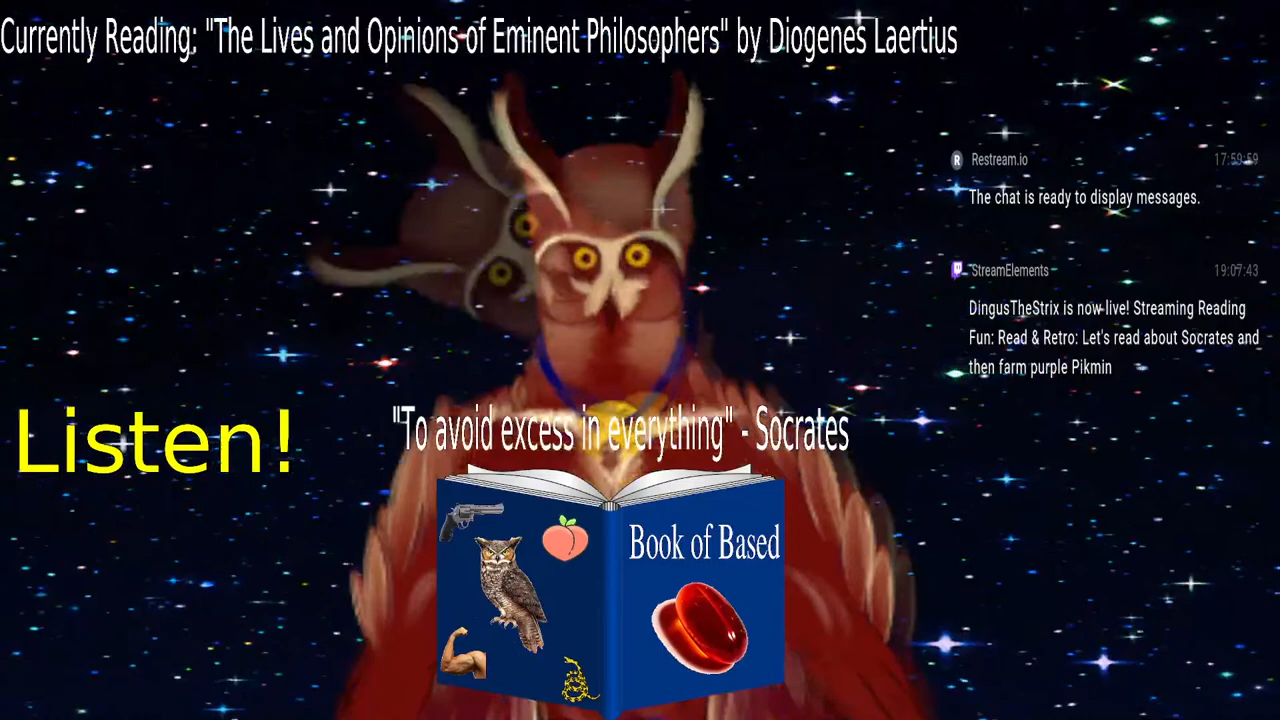 Currently Reading: "The Lives and Opinions of Eminent Philosophers" by Diogenes Laertius
R Restream.io 17:59:59
The chat is ready to display messages.
StreamElements 19:07:43
DingusTheStrix is now live! Streaming Reading
Fun: Read & Retro: Let's read about Socrates and
then farm purple Pikmin
Listen!
"To avoid excess in everything" - Socrates
Book of Based